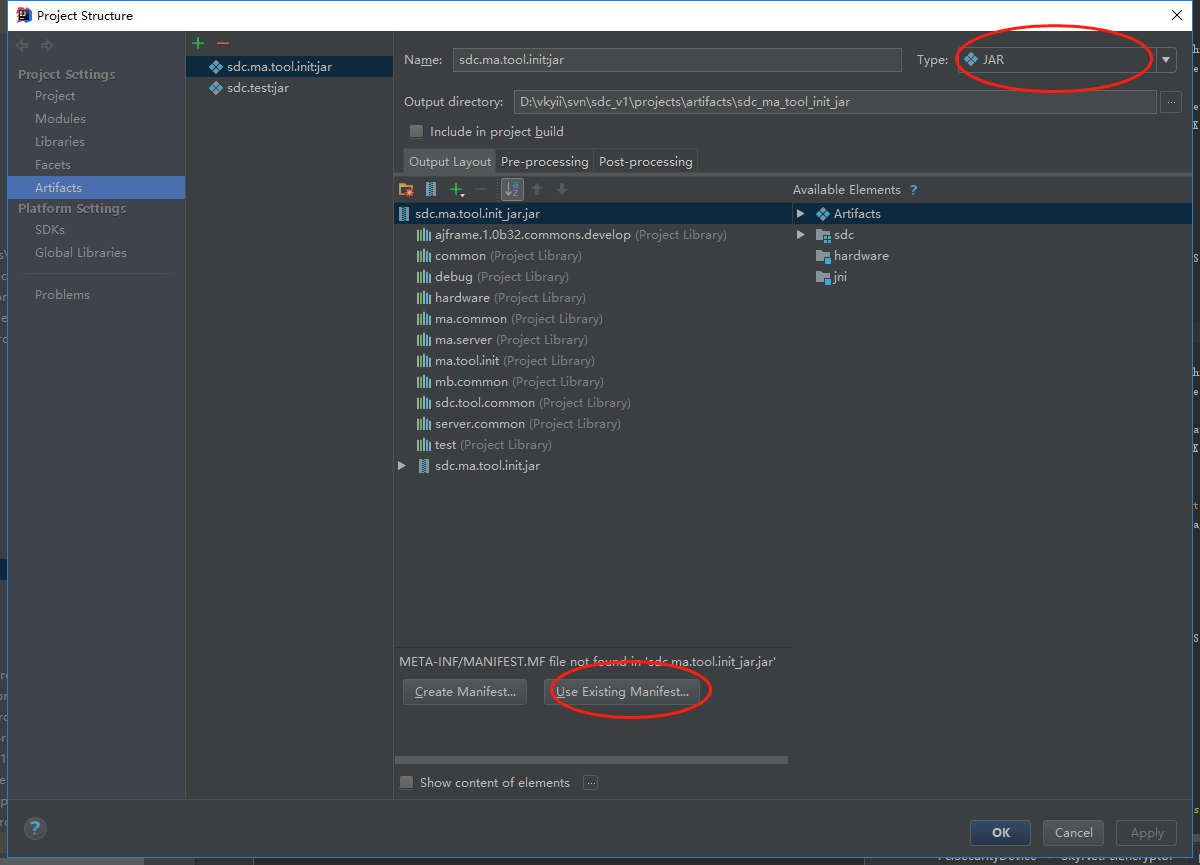 Project Structure
Project Settings
Project
Modules
Libraries
Facets
Artifacts
Platform Settings
SDKs
Global Libraries
Problems
sdc.ma.tool.init:jar
sdc.test:jar
Name: sdc.ma.tool.init:jar Type: JAR
Output directory: D:\vkyii\svn\sdc_v1\projects\artifacts\sdc_ma_tool_init_jar ...
Include in project build
Output Layout Pre-processing Post-processing
Available Elements ?
sdc.ma.tool.init_jar.jar
ajframe.1.0b32.commons.develop (Project Library)
common (Project Library)
debug (Project Library)
hardware (Project Library)
ma.common (Project Library)
ma.server (Project Library)
ma.tool.init (Project Library)
mb.common (Project Library)
sdc.tool.common (Project Library)
server.common (Project Library)
test (Project Library)
sdc.ma.tool.init.jar
Artifacts
sdc
hardware
jni
META-INF/MANIFEST.MF file not found in 'sdc.ma.tool.init_jar.jar'
Create Manifest... Use Existing Manifest...
Show content of elements ...
? OK Cancel Apply